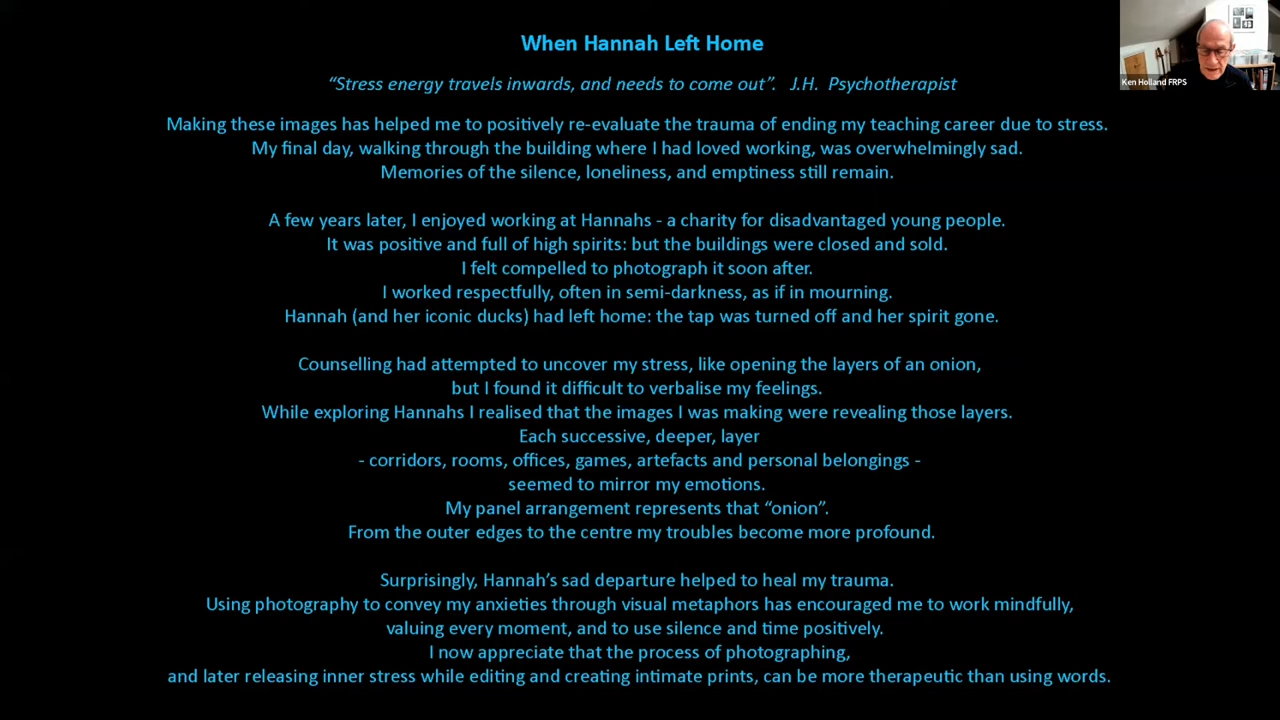 When Hannah Left Home
“Stress energy travels inwards, and needs to come out”. J.H. Psychotherapist
Ken Holland FRPS
Making these images has helped me to positively re-evaluate the trauma of ending my teaching career due to stress.
My final day, walking through the building where I had loved working, was overwhelmingly sad.
Memories of the silence, loneliness, and emptiness still remain.
A few years later, I enjoyed working at Hannahs - a charity for disadvantaged young people.
It was positive and full of high spirits: but the buildings were closed and sold.
I felt compelled to photograph it soon after.
I worked respectfully, often in semi-darkness, as if in mourning.
Hannah (and her iconic ducks) had left home: the tap was turned off and her spirit gone.
Counselling had attempted to uncover my stress, like opening the layers of an onion,
but I found it difficult to verbalise my feelings.
While exploring Hannahs I realised that the images I was making were revealing those layers.
Each successive, deeper, layer
- corridors, rooms, offices, games, artefacts and personal belongings -
seemed to mirror my emotions.
My panel arrangement represents that “onion”.
From the outer edges to the centre my troubles become more profound.
Surprisingly, Hannah’s sad departure helped to heal my trauma.
Using photography to convey my anxieties through visual metaphors has encouraged me to work mindfully,
valuing every moment, and to use silence and time positively.
I now appreciate that the process of photographing,
and later releasing inner stress while editing and creating intimate prints, can be more therapeutic than using words.